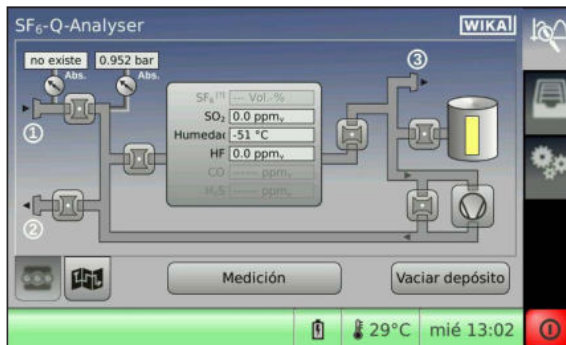 SF₆-Q-Analyser
WIKA
no existe
0.952 bar
Abs.
Abs.
③
①
SF₆ [1] --- Vol.-%
SO₂ 0.0 ppmᵥ
Humedad -51 °C
HF 0.0 ppmᵥ
CO ----- ppmᵥ
H₂S ----- ppmᵥ
②
Medición
Vaciar depósito
29°C
mié 13:02